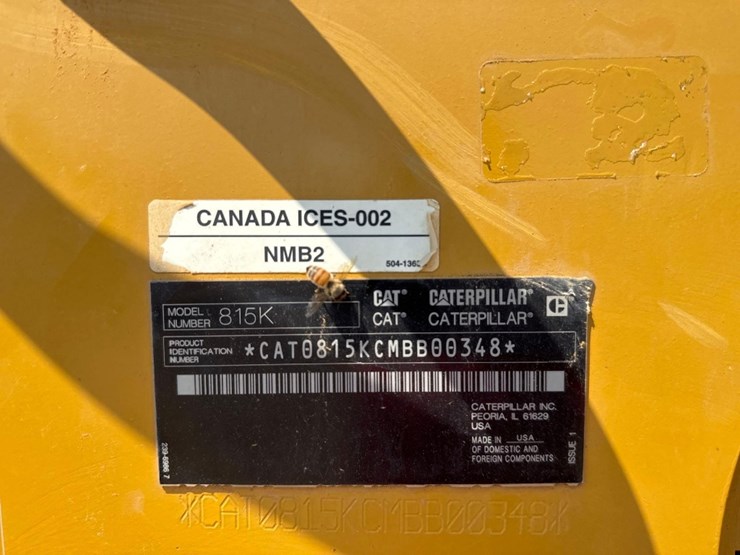 CANADA ICES-002
NMB2
504-136
CAT® CATERPILLAR®
MODEL NUMBER 815K CAT® CATERPILLAR®
PRODUCT IDENTIFICATION NUMBER *CAT0815KCMBB00348*
CATERPILLAR INC.
PEORIA, IL 61629
USA
MADE IN USA
OF DOMESTIC AND
FOREIGN COMPONENTS
ISSUE 1
*CAT0815KCMBB00348*